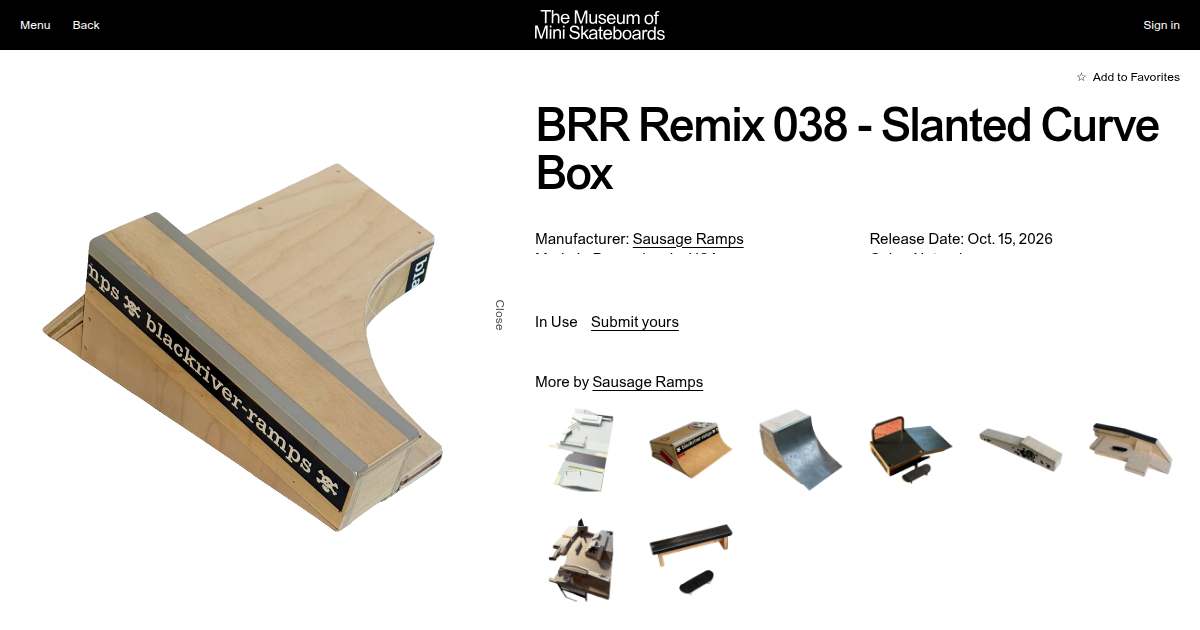 Menu
Back
The Museum of
Mini Skateboards
Sign in
☆ Add to Favorites
BRR Remix 038 - Slanted Curve
Box
Manufacturer: Sausage Ramps
Release Date: Oct. 15, 2026
Close
In Use
Submit yours
More by Sausage Ramps
mps blackriver-ramps
bla